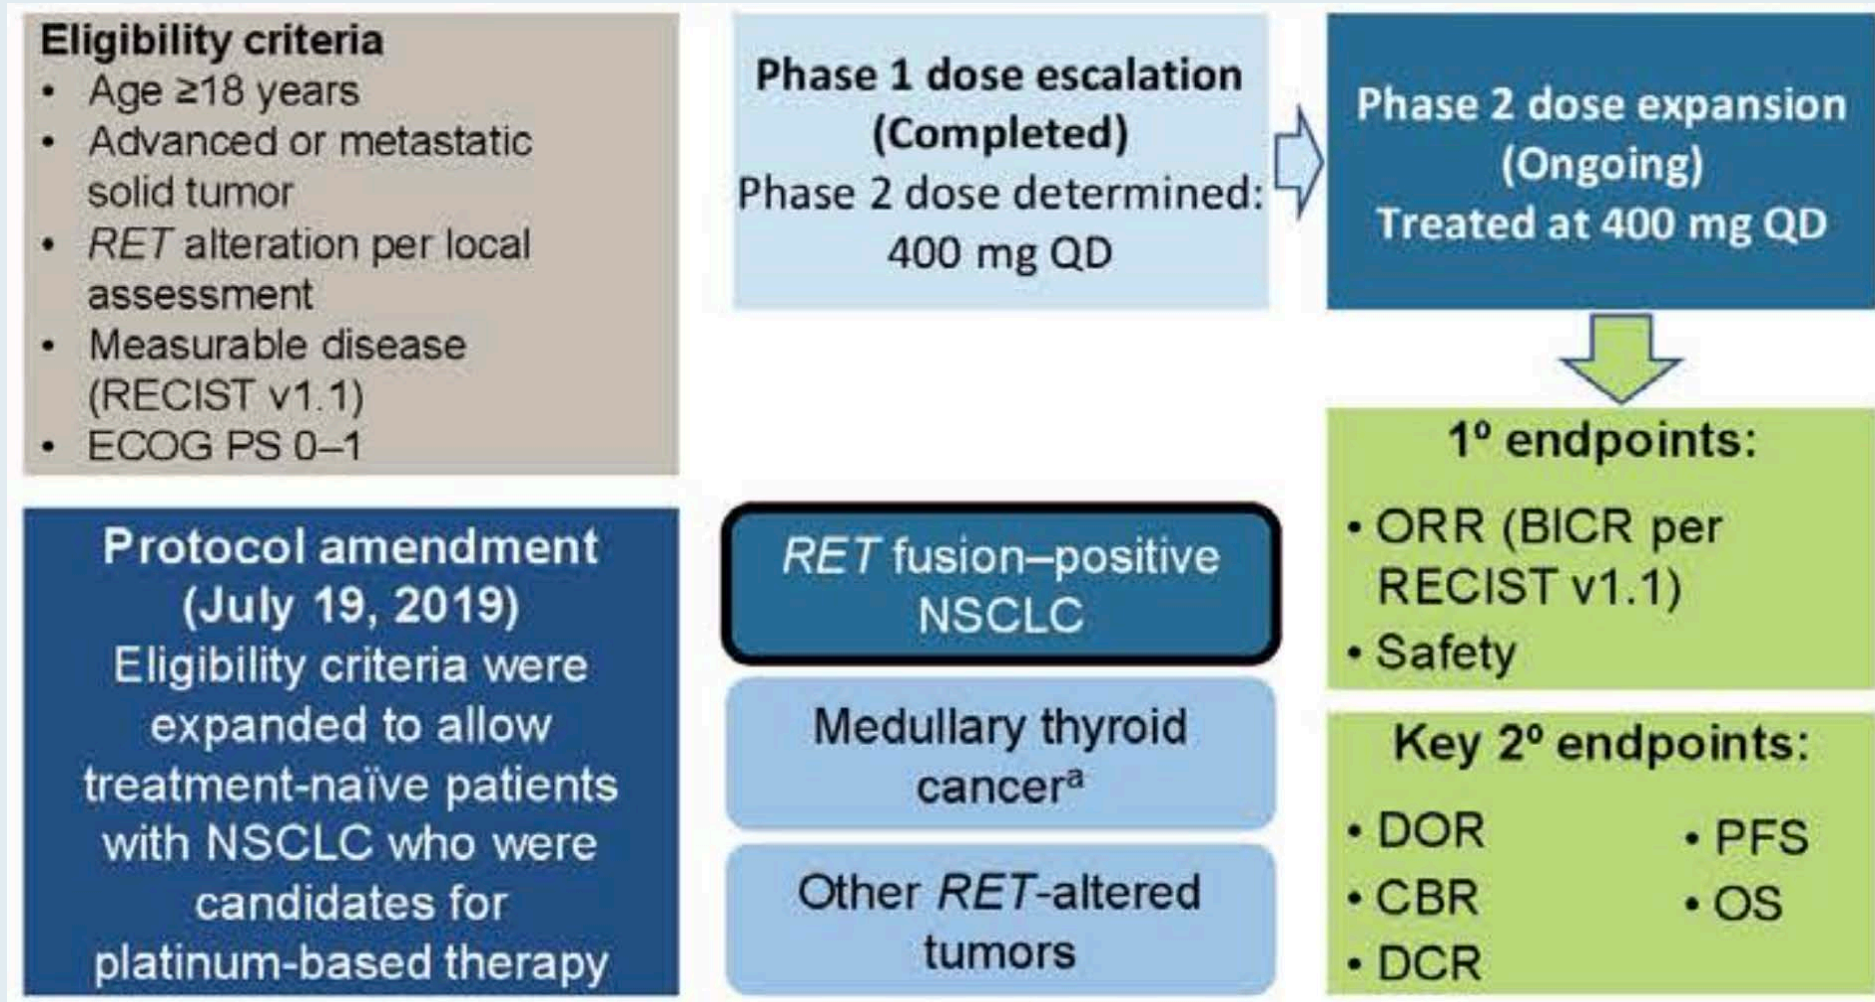 Eligibility criteria
• Age ≥18 years
• Advanced or metastatic
solid tumor
• RET alteration per local
assessment
• Measurable disease
(RECIST v1.1)
• ECOG PS 0–1
Protocol amendment
(July 19, 2019)
Eligibility criteria were
expanded to allow
treatment-naïve patients
with NSCLC who were
candidates for
platinum-based therapy
Phase 1 dose escalation
(Completed)
Phase 2 dose determined:
400 mg QD
RET fusion–positive
NSCLC
Medullary thyroid
cancerᵃ
Other RET-altered
tumors
Phase 2 dose expansion
(Ongoing)
Treated at 400 mg QD
1º endpoints:
• ORR (BICR per
RECIST v1.1)
• Safety
Key 2º endpoints:
• DOR
• CBR
• DCR
• PFS
• OS